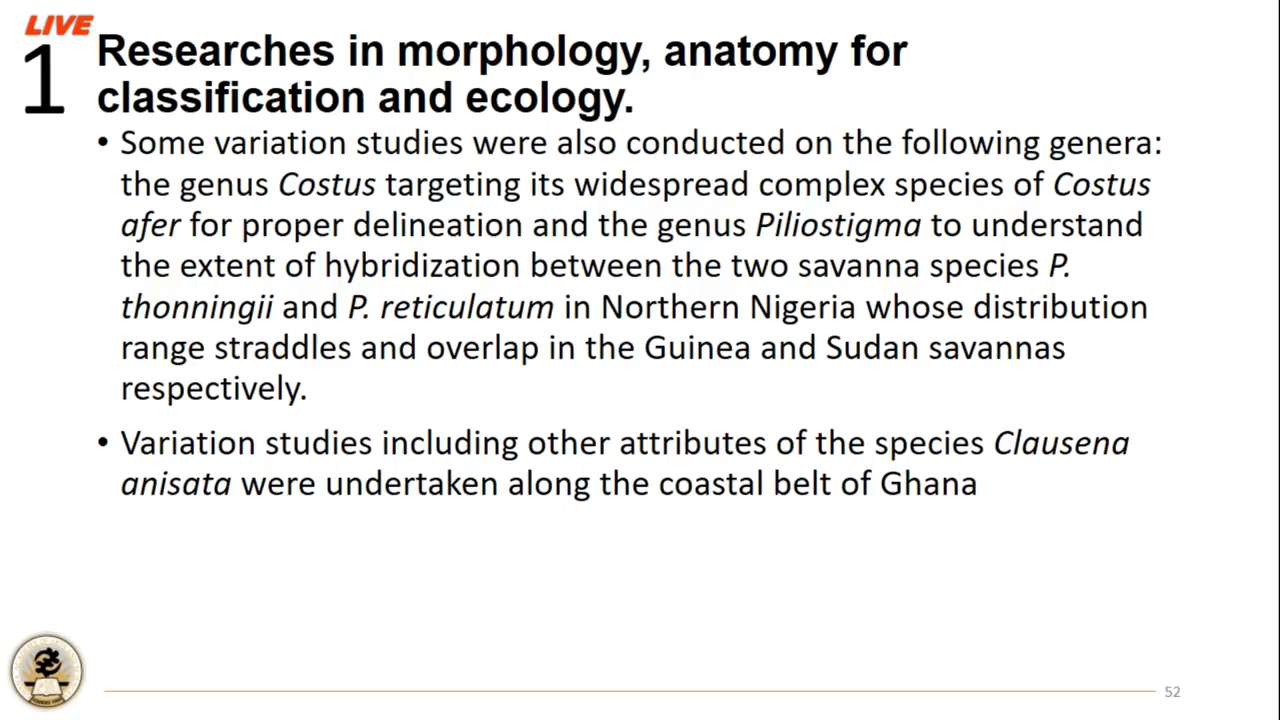 LIVE
1
Researches in morphology, anatomy for
classification and ecology.
• Some variation studies were also conducted on the following genera:
the genus Costus targeting its widespread complex species of Costus
afer for proper delineation and the genus Piliostigma to understand
the extent of hybridization between the two savanna species P.
thonningii and P. reticulatum in Northern Nigeria whose distribution
range straddles and overlap in the Guinea and Sudan savannas
respectively.
• Variation studies including other attributes of the species Clausena
anisata were undertaken along the coastal belt of Ghana
52